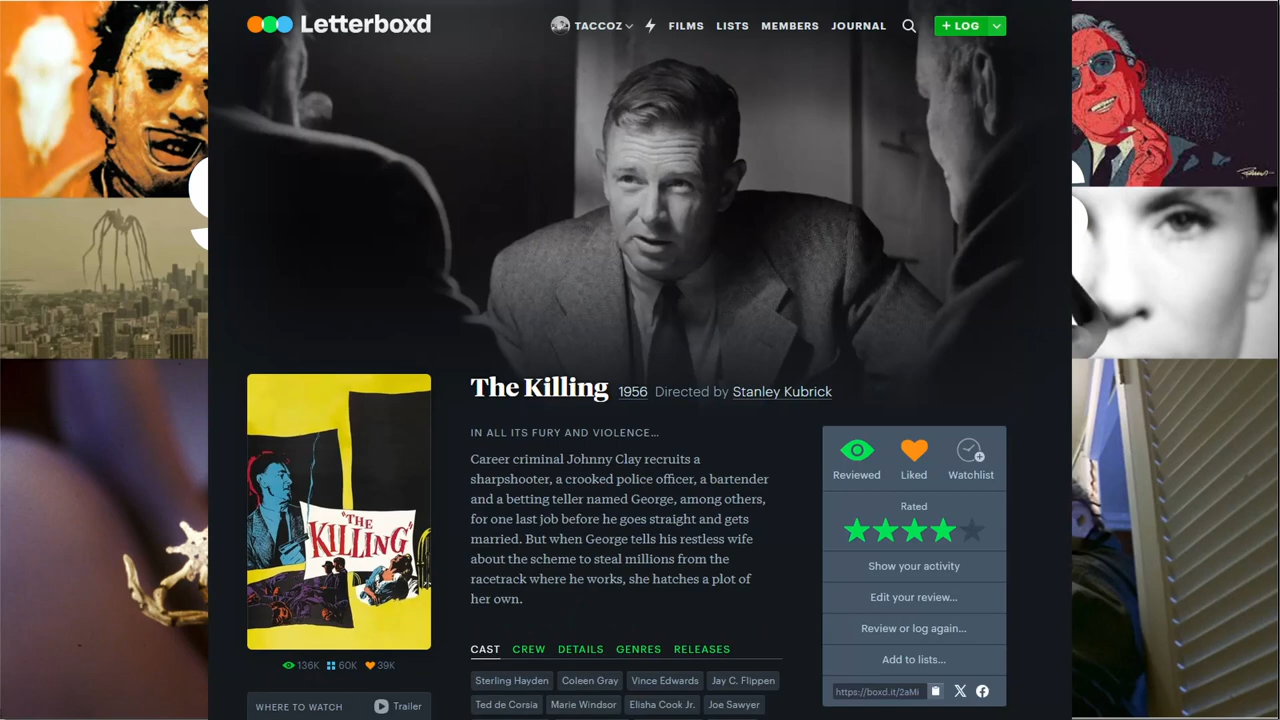 Letterboxd
TACCOZ
FILMS
LISTS
MEMBERS
JOURNAL
+ LOG
The Killing 1956 Directed by Stanley Kubrick
IN ALL ITS FURY AND VIOLENCE…
Career criminal Johnny Clay recruits a
sharpshooter, a crooked police officer, a bartender
and a betting teller named George, among others,
for one last job before he goes straight and gets
married. But when George tells his restless wife
about the scheme to steal millions from the
racetrack where he works, she hatches a plot of
her own.
CAST CREW DETAILS GENRES RELEASES
Sterling Hayden Coleen Gray Vince Edwards Jay C. Flippen
Ted de Corsia Marie Windsor Elisha Cook Jr. Joe Sawyer
"THE
KILLING"
136K 60K 39K
WHERE TO WATCH Trailer
Reviewed Liked Watchlist
Rated
Show your activity
Edit your review…
Review or log again…
Add to lists…
https://boxd.it/2aMi